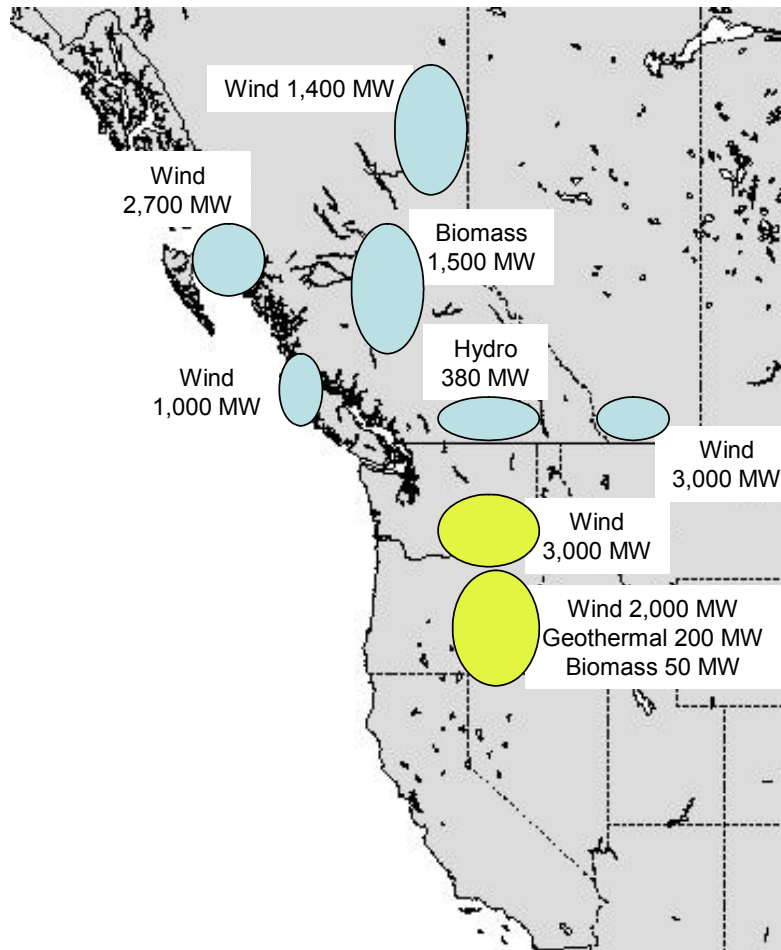 Wind 1,400 MW
Wind
2,700 MW
Biomass
1,500 MW
Hydro
380 MW
Wind
1,000 MW
Wind
3,000 MW
Wind
3,000 MW
Wind 2,000 MW
Geothermal 200 MW
Biomass 50 MW